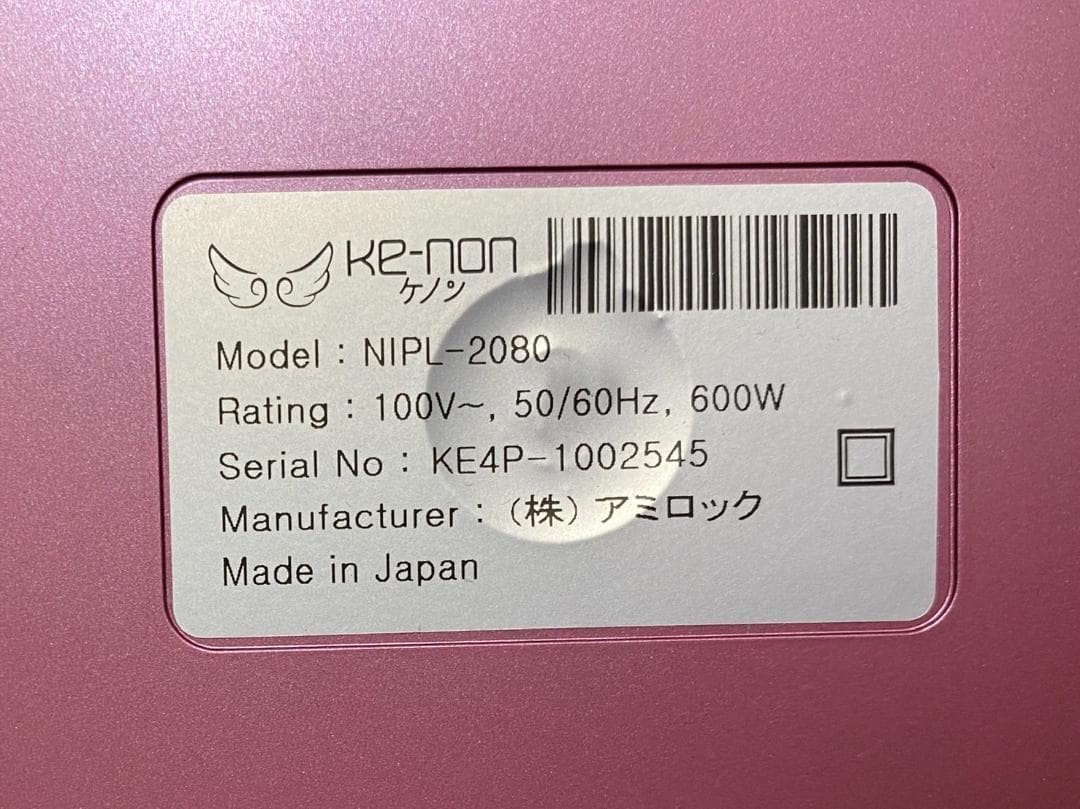 ke-non
ケノン
Model : NIPL-2080
Rating : 100V~, 50/60Hz, 600W
Serial No : KE4P-1002545
Manufacturer : (株) アミロック
Made in Japan